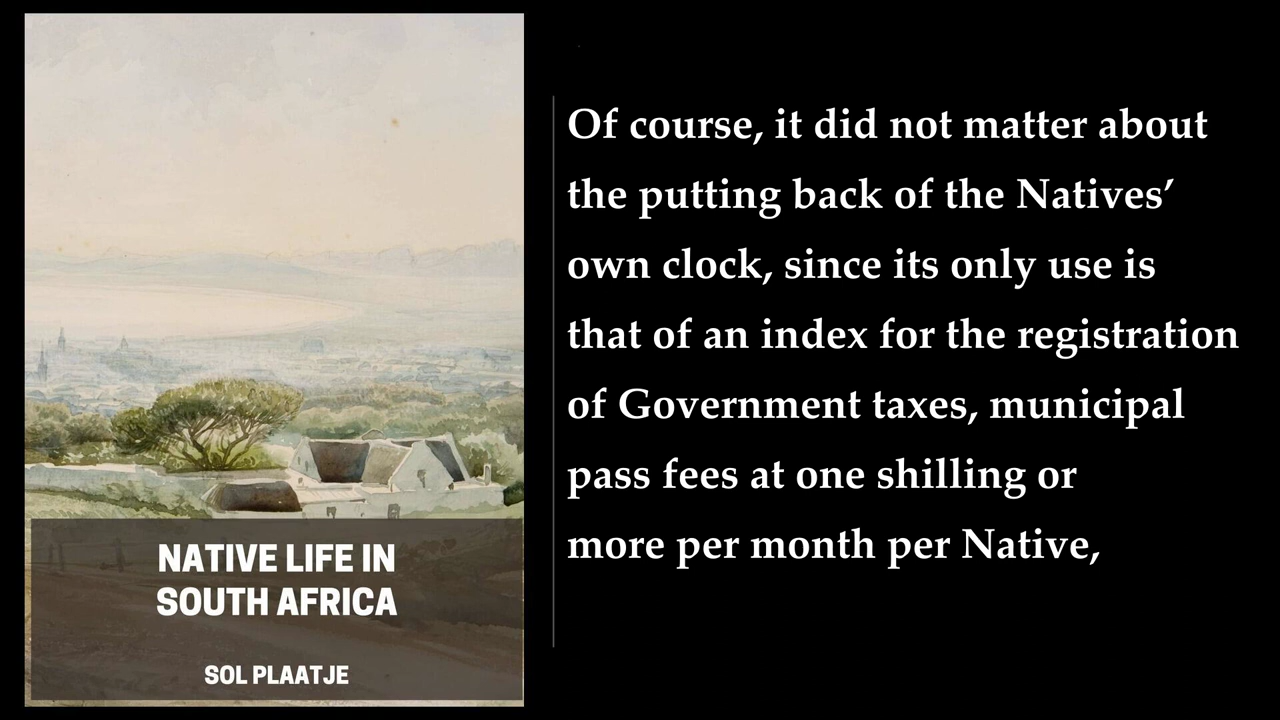 NATIVE LIFE IN
SOUTH AFRICA
SOL PLAATJE
Of course, it did not matter about
the putting back of the Natives’
own clock, since its only use is
that of an index for the registration
of Government taxes, municipal
pass fees at one shilling or
more per month per Native,